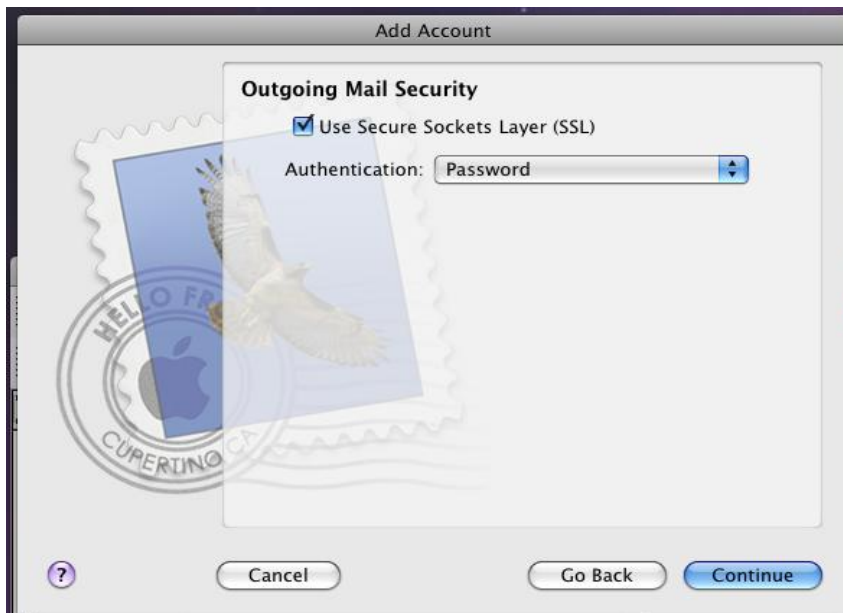 Add Account
Outgoing Mail Security
Use Secure Sockets Layer (SSL)
Authentication: Password
HELLO FR
CUPERTINO CA
?
Cancel
Go Back
Continue